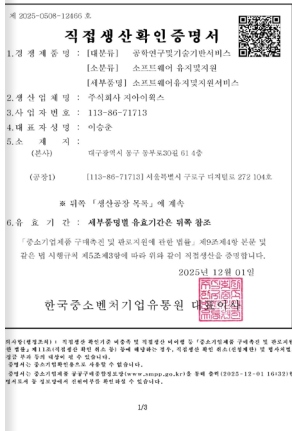 제 2025-0508-12466 호
직접생산확인증명서
1. 경 쟁 제 품 명 : [대분류] 공학연구및기술기반서비스
[소분류] 소프트웨어 유지및지원
[세부품명] 소프트웨어유지및지원서비스
2. 생 산 업 체 명 : 주식회사 지아이웍스
3. 사 업 자 번 호 : 113-86-71713
4. 대 표 자 성 명 : 이승준
5. 소 재 지 :
(본사) 대구광역시 동구 동부로30길 61 4층
(공장1) [113-86-71713] 서울특별시 구로구 디지털로 272 104호
※ 뒤쪽 「생산공장 목록」에 계속
6. 유 효 기 간 : 세부품명별 유효기간은 뒤쪽 참조
「중소기업제품 구매촉진 및 판로지원에 관한 법률」 제9조제4항 본문 및
같은 법 시행규칙 제5조제3항에 따라 위와 같이 직접생산을 증명합니다.
2025년 12월 01일
한국중소벤처기업유통원 대표이사
1/3